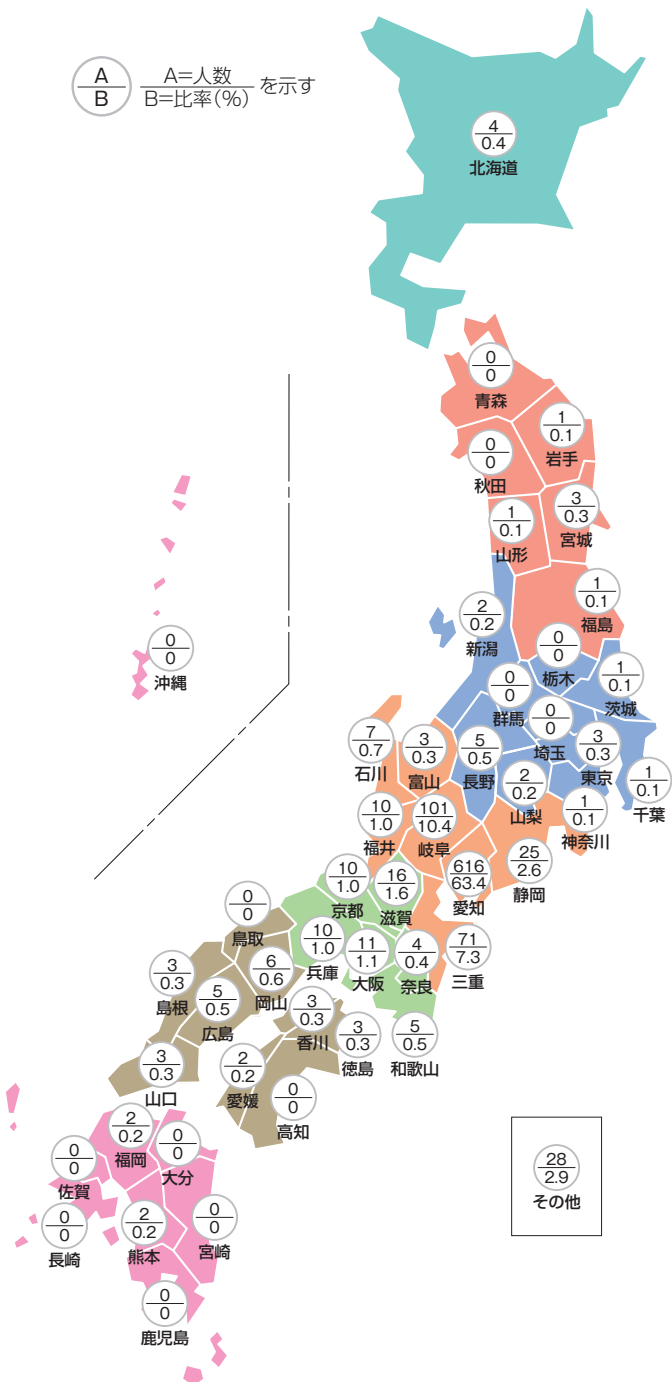 A
B
A=人数
B=比率(%)
を示す
4
0.4
北海道
0
0
青森
1
0.1
岩手
0
0
秋田
3
0.3
宮城
1
0.1
山形
1
0.1
福島
2
0.2
新潟
0
0
栃木
0
0
沖縄
1
0.1
茨城
0
0
群馬
0
0
埼玉
7
0.7
石川
3
0.3
富山
5
0.5
長野
3
0.3
東京
2
0.2
山梨
1
0.1
千葉
1
0.1
神奈川
10
1.0
福井
101
10.4
岐阜
25
2.6
静岡
616
63.4
愛知
10
1.0
京都
16
1.6
滋賀
0
0
鳥取
10
1.0
兵庫
11
1.1
大阪
4
0.4
奈良
71
7.3
三重
3
0.3
島根
6
0.6
岡山
5
0.5
広島
3
0.3
香川
3
0.3
徳島
5
0.5
和歌山
3
0.3
山口
2
0.2
愛媛
0
0
高知
2
0.2
福岡
0
0
大分
0
0
佐賀
28
2.9
その他
0
0
長崎
2
0.2
熊本
0
0
宮崎
0
0
鹿児島